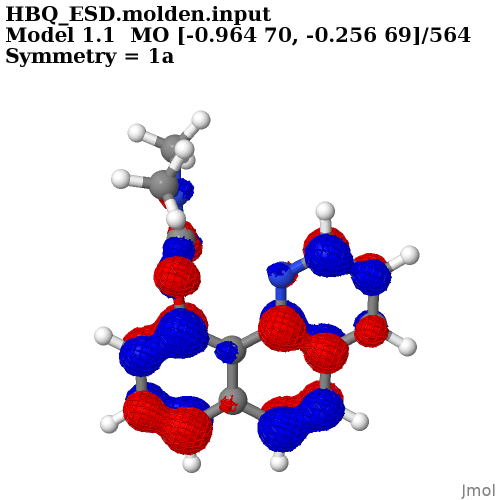 HBQ_ESD.molden.input
Model 1.1  MO [-0.964 70, -0.256 69]/564
Symmetry = 1a
Jmol